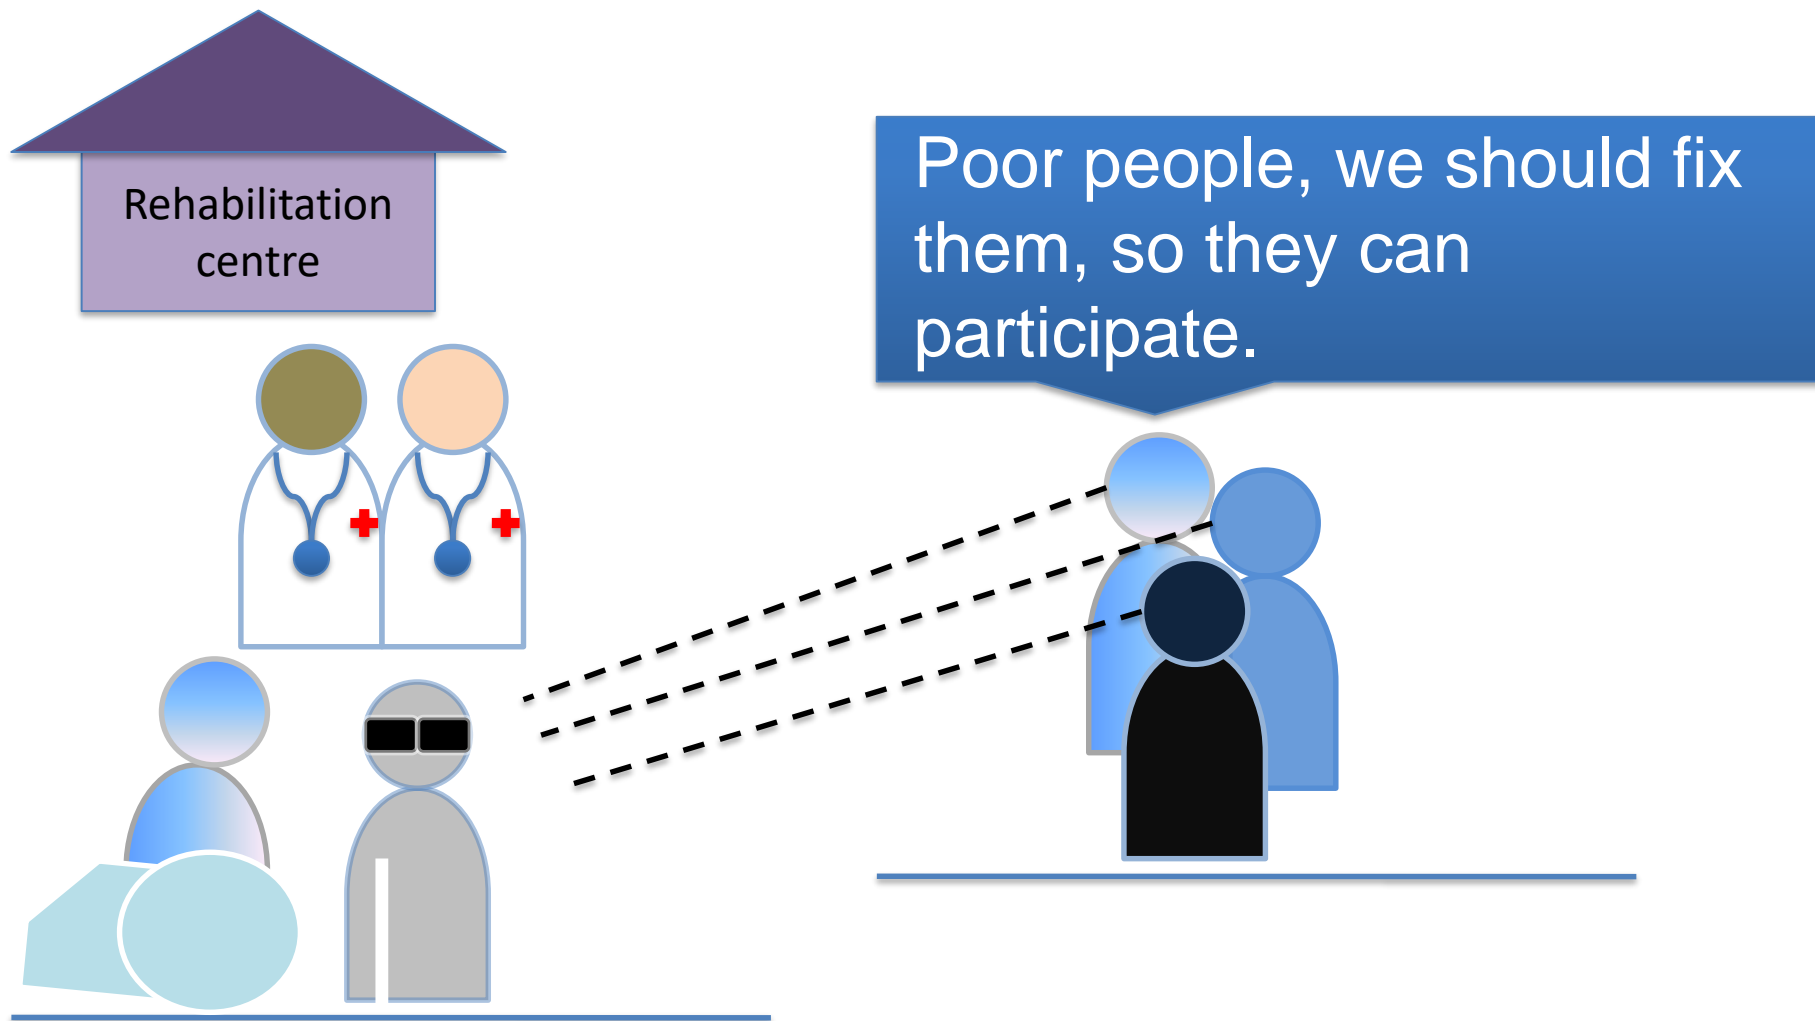 Rehabilitation
centre
Poor people, we should fix
them, so they can
participate.